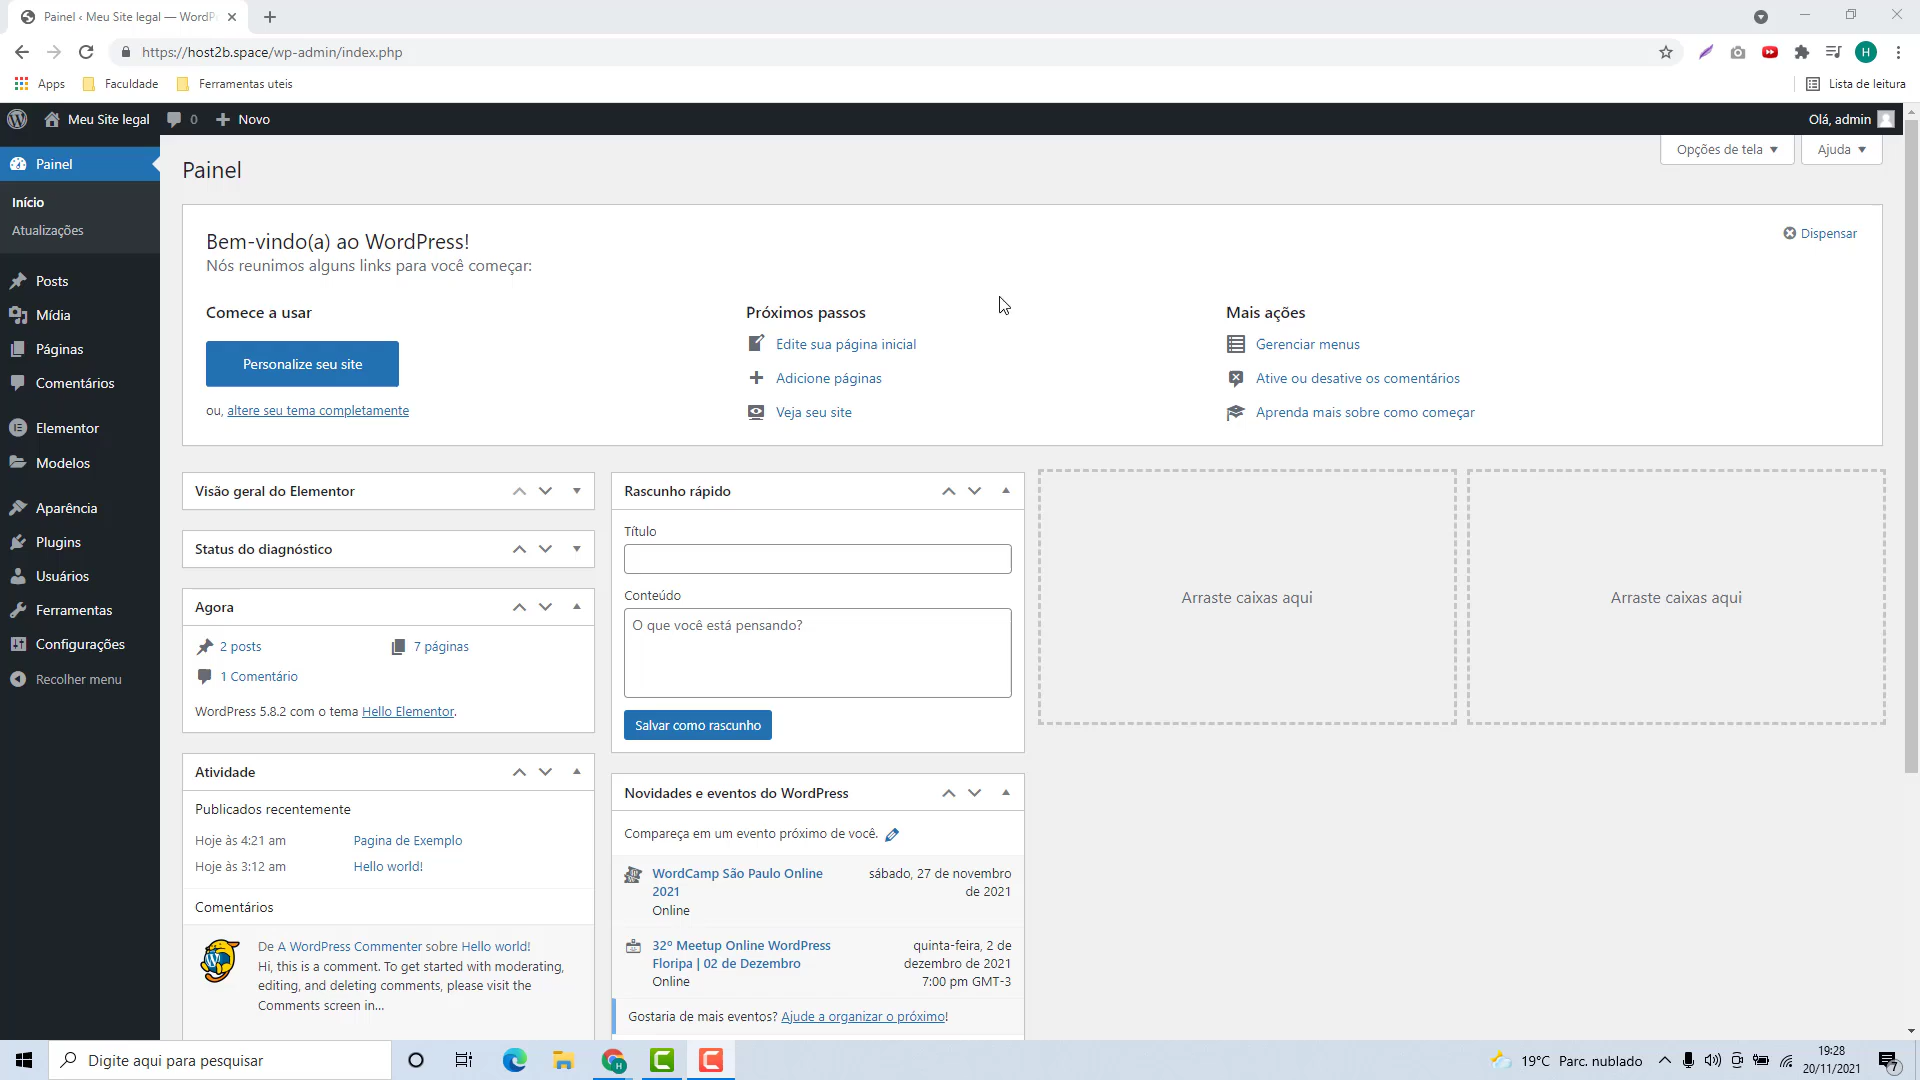 Painel ‹ Meu Site legal — WordP
https://host2b.space/wp-admin/index.php
H
Apps
Faculdade
Ferramentas uteis
Lista de leitura
Meu Site legal
0
Novo
Olá, admin
Painel
Início
Atualizações
Posts
Mídia
Páginas
Comentários
Elementor
Modelos
Aparência
Plugins
Usuários
Ferramentas
Configurações
Recolher menu
Painel
Opções de tela
Ajuda
Bem-vindo(a) ao WordPress!
Nós reunimos alguns links para você começar:
Dispensar
Comece a usar
Personalize seu site
ou, altere seu tema completamente
Próximos passos
Edite sua página inicial
Adicione páginas
Veja seu site
Mais ações
Gerenciar menus
Ative ou desative os comentários
Aprenda mais sobre como começar
Visão geral do Elementor
Status do diagnóstico
Agora
2 posts
7 páginas
1 Comentário
WordPress 5.8.2 com o tema Hello Elementor.
Atividade
Publicados recentemente
Hoje às 4:21 am
Pagina de Exemplo
Hoje às 3:12 am
Hello world!
Comentários
De A WordPress Commenter sobre Hello world!
Hi, this is a comment. To get started with moderating,
editing, and deleting comments, please visit the
Comments screen in...
Rascunho rápido
Título
Conteúdo
O que você está pensando?
Salvar como rascunho
Novidades e eventos do WordPress
Compareça em um evento próximo de você.
WordCamp São Paulo Online
2021
Online
sábado, 27 de novembro
de 2021
32º Meetup Online WordPress
Floripa | 02 de Dezembro
Online
quinta-feira, 2 de
dezembro de 2021
7:00 pm GMT-3
Gostaria de mais eventos? Ajude a organizar o próximo!
Arraste caixas aqui
Arraste caixas aqui
Digite aqui para pesquisar
19°C Parc. nublado
19:28
20/11/2021
7